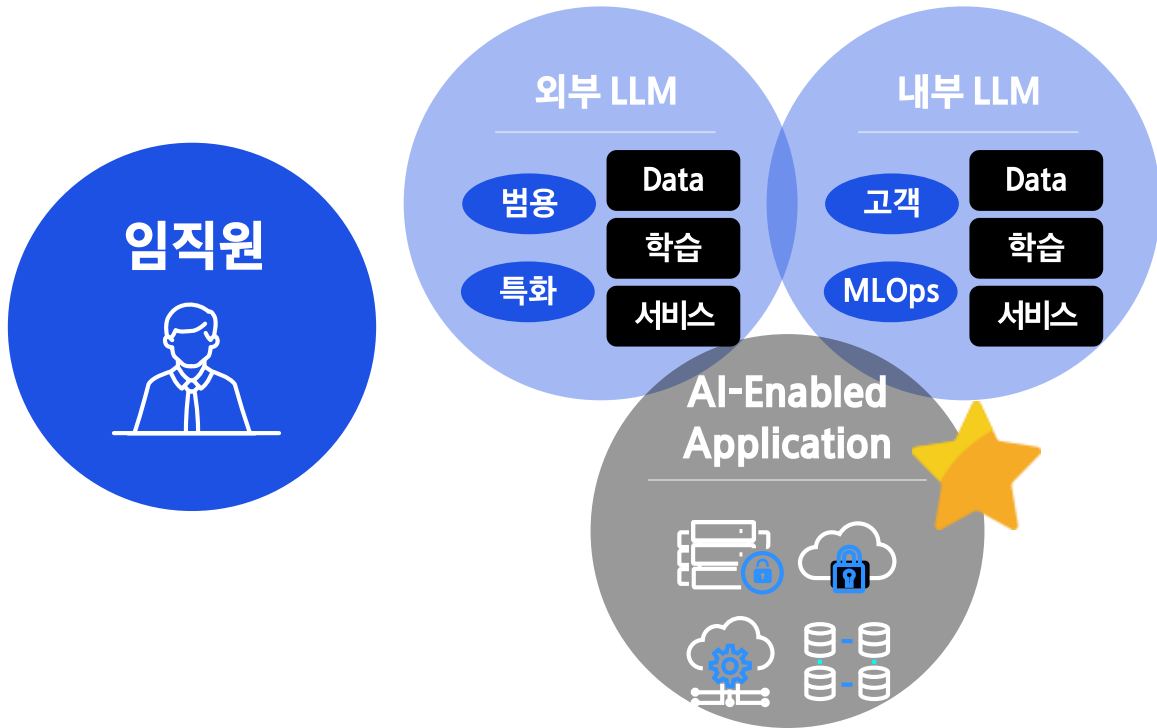 임직원
외부 LLM
범용
특화
Data
학습
서비스
내부 LLM
고객
MLOps
Data
학습
서비스
AI-Enabled
Application